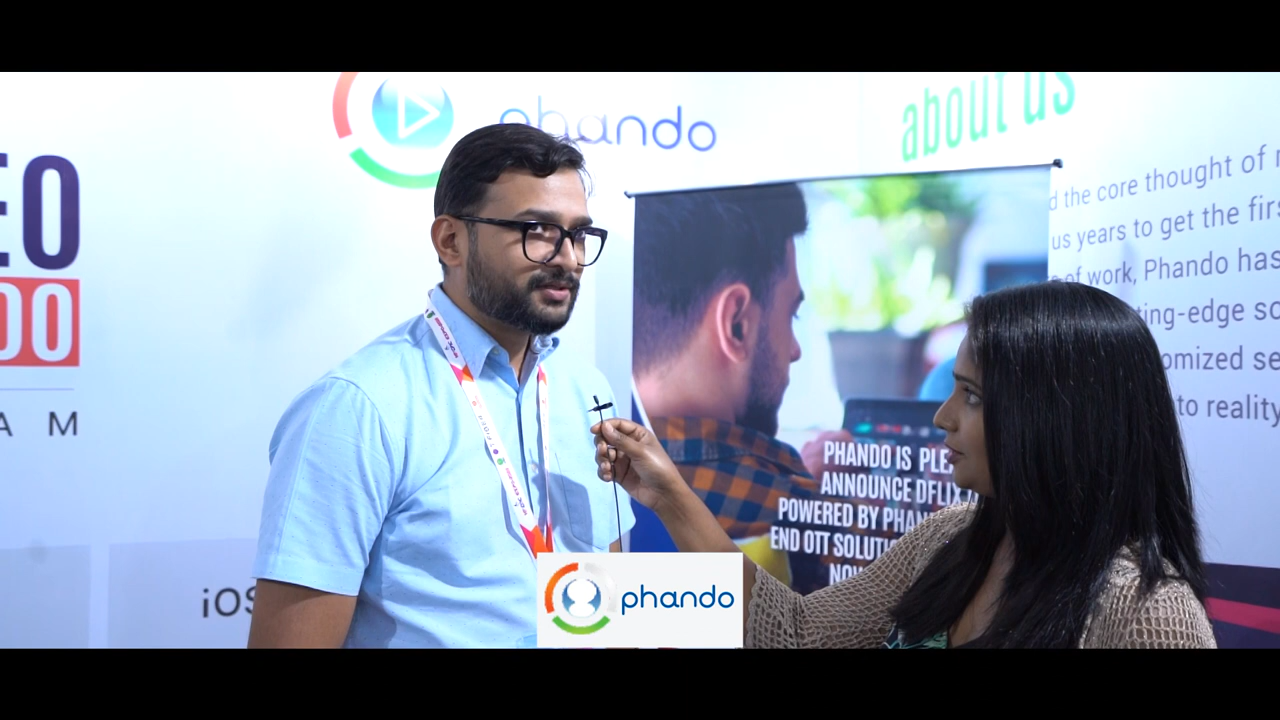 phando
about us
EO
DO
A M
d the core thought of
us years to get the firs
of work, Phando has
ting-edge so
omized se
to reality
PHANDO IS PLE
ANNOUNCE DFLIX
POWERED BY PHAN
END OTT SOLUTI
NOW
iOS
phando